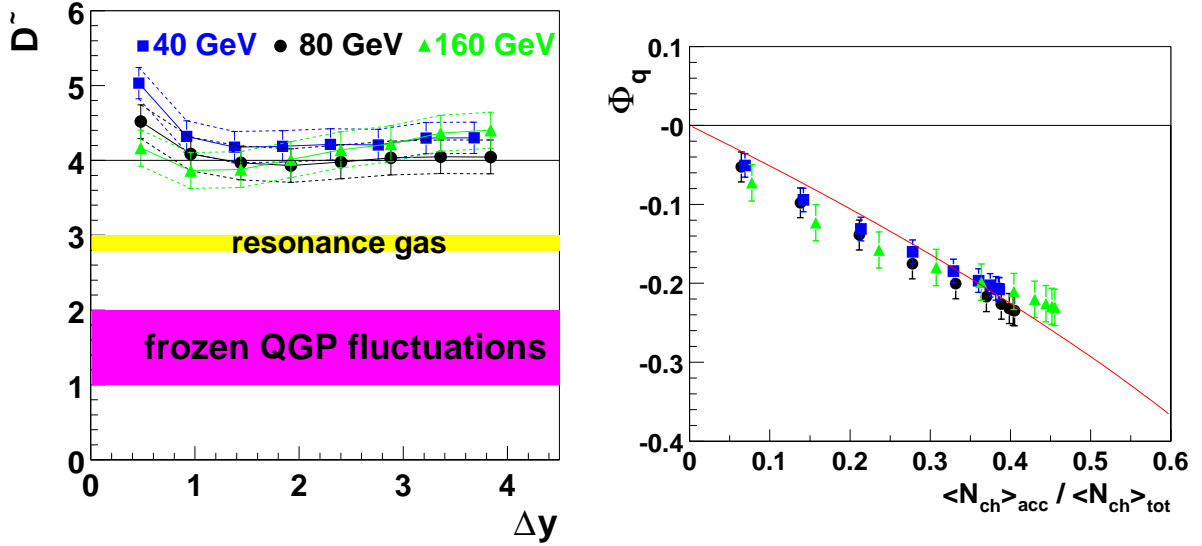 D̃
6
5
4
3
2
1
0
40 GeV 80 GeV 160 GeV
resonance gas
frozen QGP fluctuations
0 1 2 3 4
Δy
Φq
0.1
-0
-0.1
-0.2
-0.3
-0.4
0 0.1 0.2 0.3 0.4 0.5 0.6
<Nch>acc / <Nch>tot